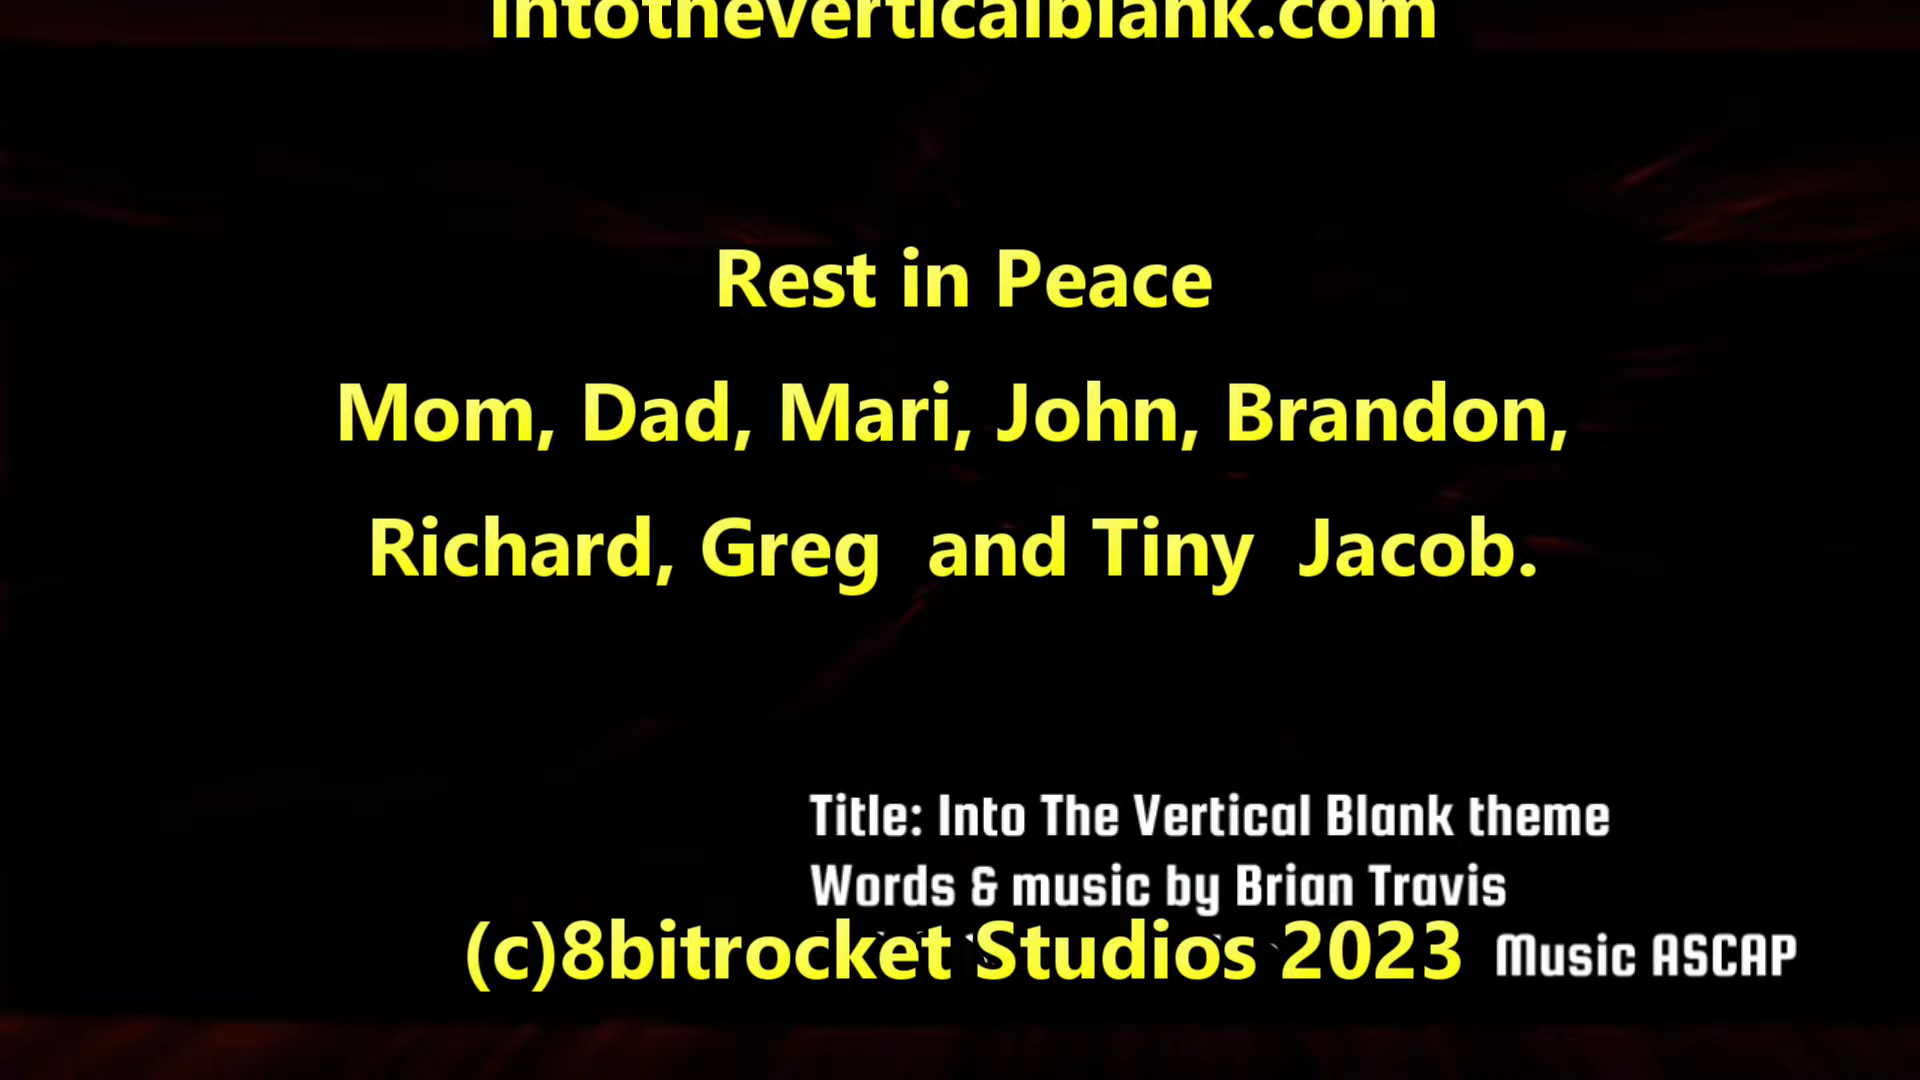 intotheverticalblank.com
Rest in Peace
Mom, Dad, Mari, John, Brandon,
Richard, Greg  and Tiny  Jacob.
Title: Into The Vertical Blank theme
Words & music by Brian Travis
(c)8bitrocket Studios 2023
Music ASCAP